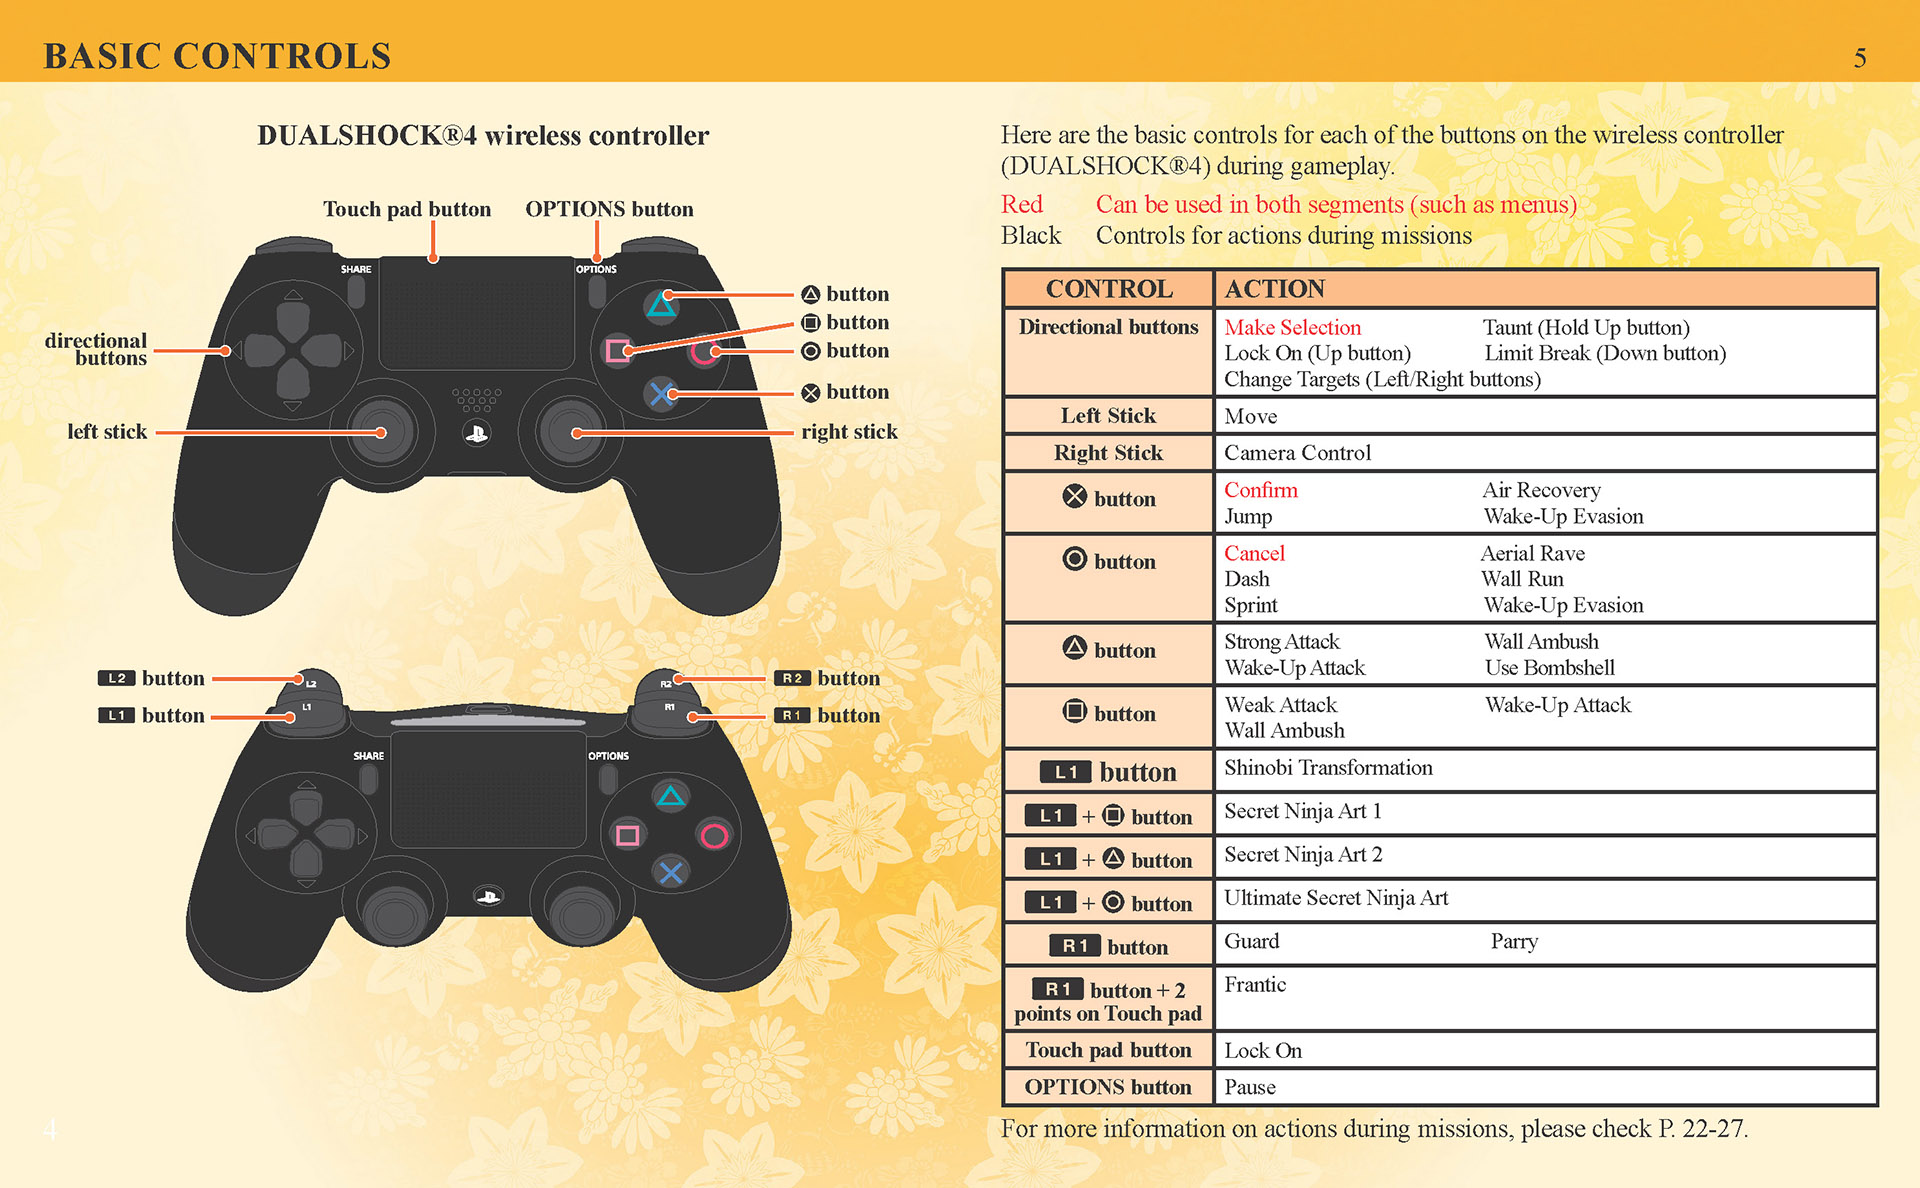 BASIC CONTROLS
5
DUALSHOCK®4 wireless controller
Touch pad button OPTIONS button
SHARE OPTIONS
directional
buttons
left stick
△ button
□ button
○ button
× button
right stick
L2 button
L1 button
L2
L1
R2
R1
R2 button
R1 button
SHARE OPTIONS
4
Here are the basic controls for each of the buttons on the wireless controller
(DUALSHOCK®4) during gameplay.
Red Can be used in both segments (such as menus)
Black Controls for actions during missions
CONTROL ACTION
Directional buttons Make Selection Taunt (Hold Up button)
Lock On (Up button) Limit Break (Down button)
Change Targets (Left/Right buttons)
Left Stick Move
Right Stick Camera Control
× button Confirm Air Recovery
Jump Wake-Up Evasion
○ button Cancel Aerial Rave
Dash Wall Run
Sprint Wake-Up Evasion
△ button Strong Attack Wall Ambush
Wake-Up Attack Use Bombshell
□ button Weak Attack Wake-Up Attack
Wall Ambush
L1 button Shinobi Transformation
L1 + □ button Secret Ninja Art 1
L1 + △ button Secret Ninja Art 2
L1 + ○ button Ultimate Secret Ninja Art
R1 button Guard Parry
R1 button + 2 Frantic
points on Touch pad
Touch pad button Lock On
OPTIONS button Pause
For more information on actions during missions, please check P. 22-27.